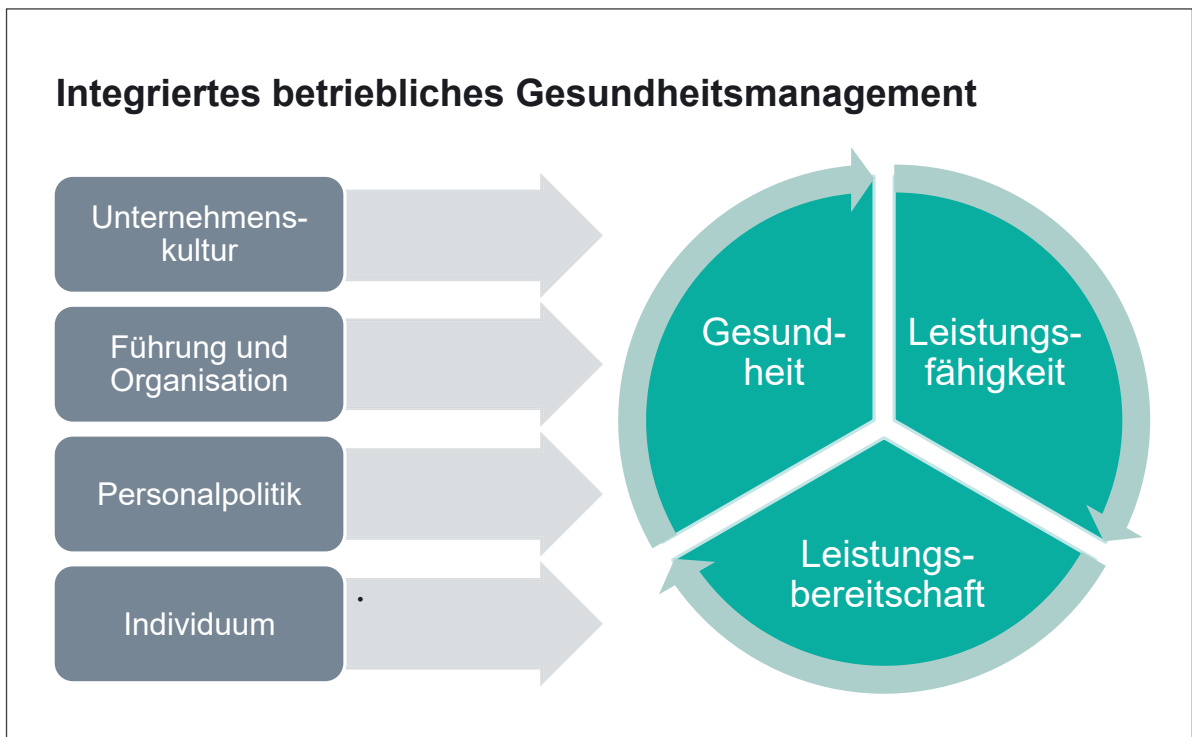 Integriertes betriebliches Gesundheitsmanagement
Unternehmens-
kultur
Führung und
Organisation
Personalpolitik
Individuum
•
Gesund-
heit
Leistungs-
fähigkeit
Leistungs-
bereitschaft